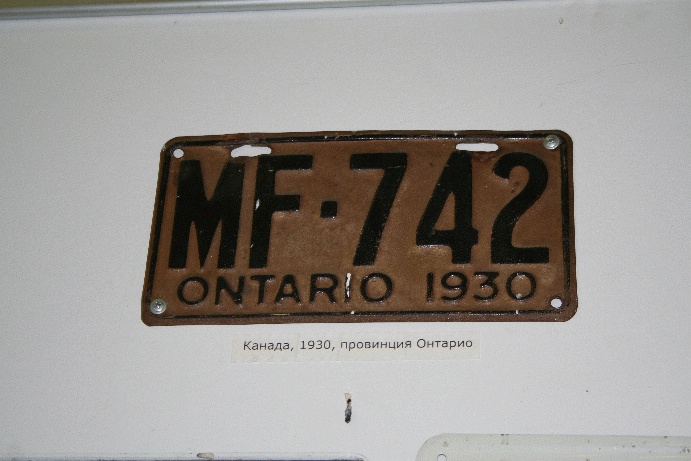 MF·742
ONTARIO 1930
Канада, 1930, провинция Онтарио